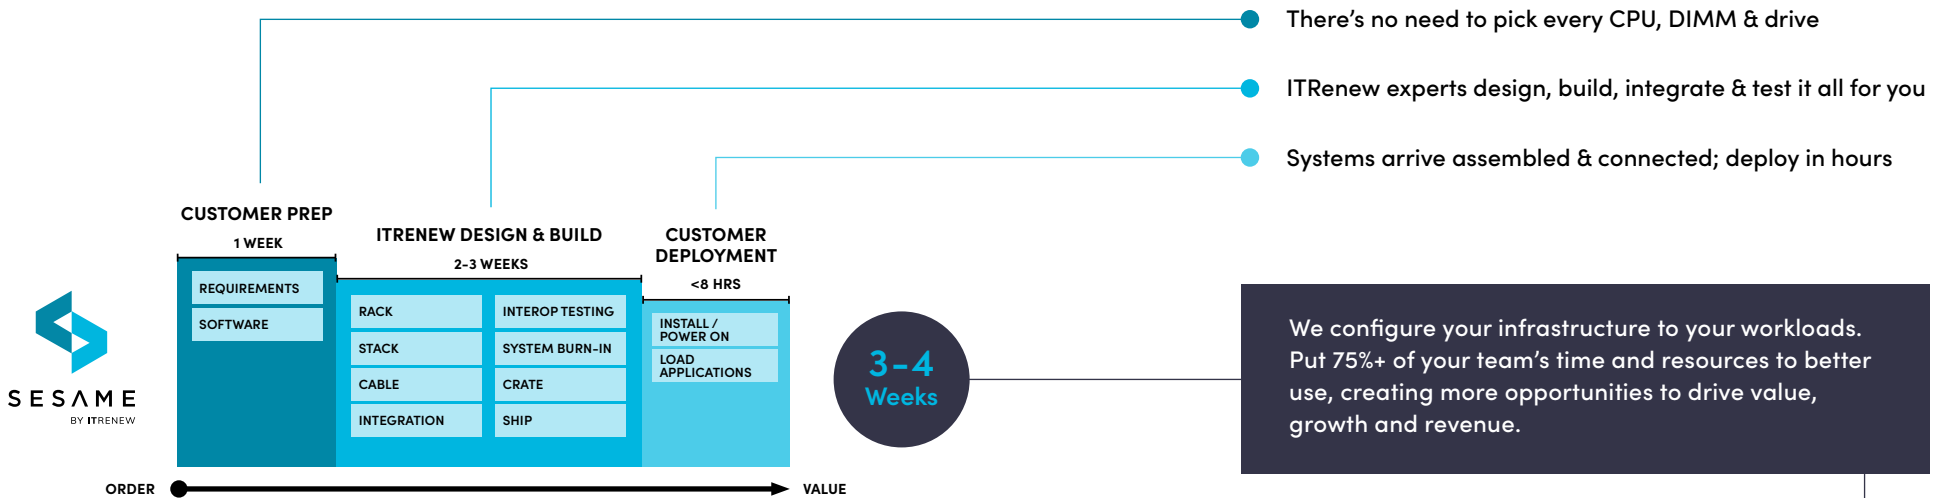 There’s no need to pick every CPU, DIMM & drive
ITRenew experts design, build, integrate & test it all for you
Systems arrive assembled & connected; deploy in hours
CUSTOMER PREP
1 WEEK
REQUIREMENTS
SOFTWARE
ITRENEW DESIGN & BUILD
2-3 WEEKS
RACK
STACK
CABLE
INTEGRATION
INTEROP TESTING
SYSTEM BURN-IN
CRATE
SHIP
CUSTOMER
DEPLOYMENT
<8 HRS
INSTALL /
POWER ON
LOAD
APPLICATIONS
SESAME
BY ITRENEW
3-4
Weeks
We configure your infrastructure to your workloads.
Put 75%+ of your team’s time and resources to better
use, creating more opportunities to drive value,
growth and revenue.
ORDER
VALUE